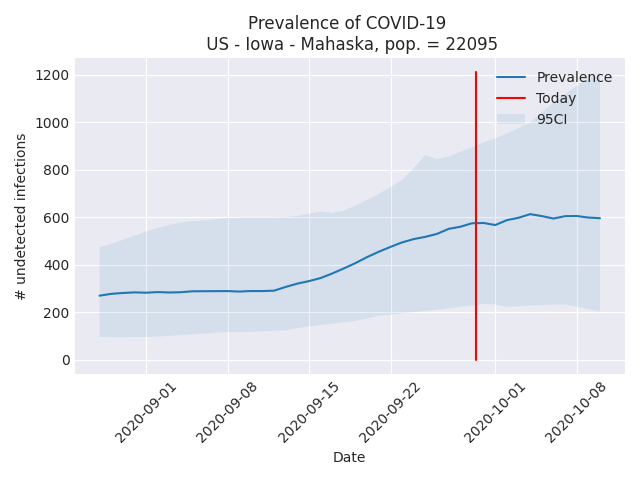 Prevalence of COVID-19
US - Iowa - Mahaska, pop. = 22095
# undetected infections
1200
1000
800
600
400
200
0
Prevalence
Today
95CI
2020-09-01
2020-09-08
2020-09-15
2020-09-22
2020-10-01
2020-10-08
Date